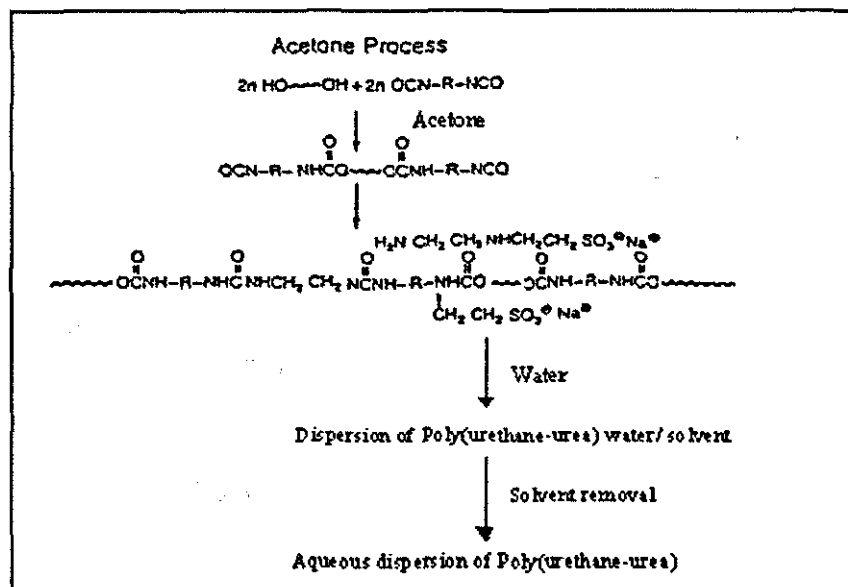 Acetone Process
2n HO〰OH + 2n OCN-R-NCO
Acetone
O O
OCN-R-NHCO〰OCNH-R-NCO
H₂N CH₂ CH₂ NHCH₂CH₂ SO₃⊖Na⊕
O O O O O O
〰OCNH-R-NHCNHCH₂ CH₂ NCNH-R-NHCO〰OCNH-R-NHCO〰
CH₂ CH₂ SO₃⊖ Na⊕
Water
Dispersion of Poly(urethane-urea) water/ solvent
Solvent removal
Aqueous dispersion of Poly(urethane-urea)